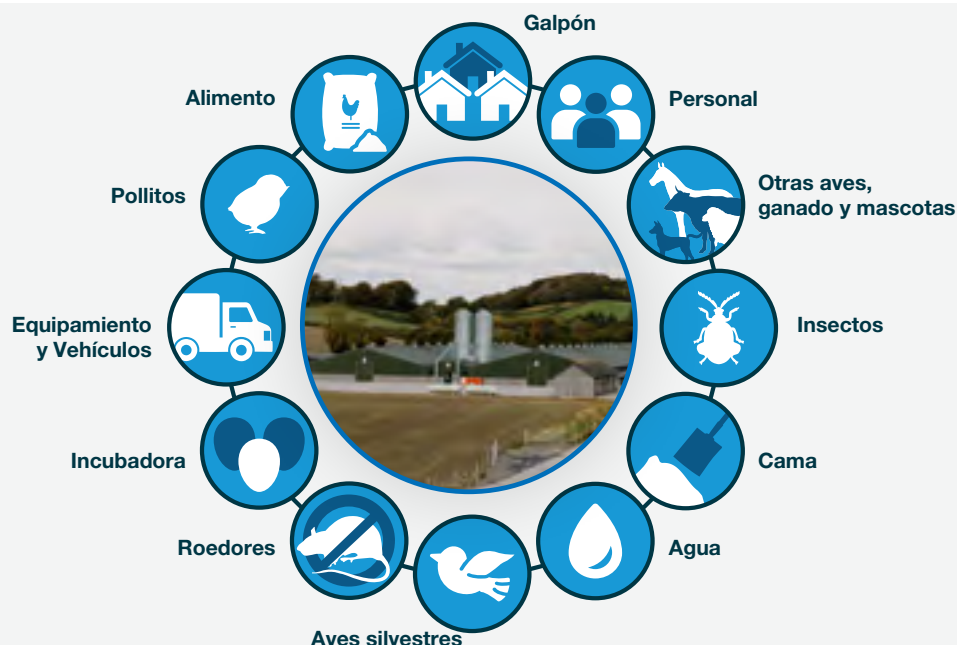 Galpón
Personal
Otras aves,
ganado y mascotas
Insectos
Cama
Agua
Aves silvestres
Roedores
Incubadora
Equipamiento
y Vehículos
Pollitos
Alimento